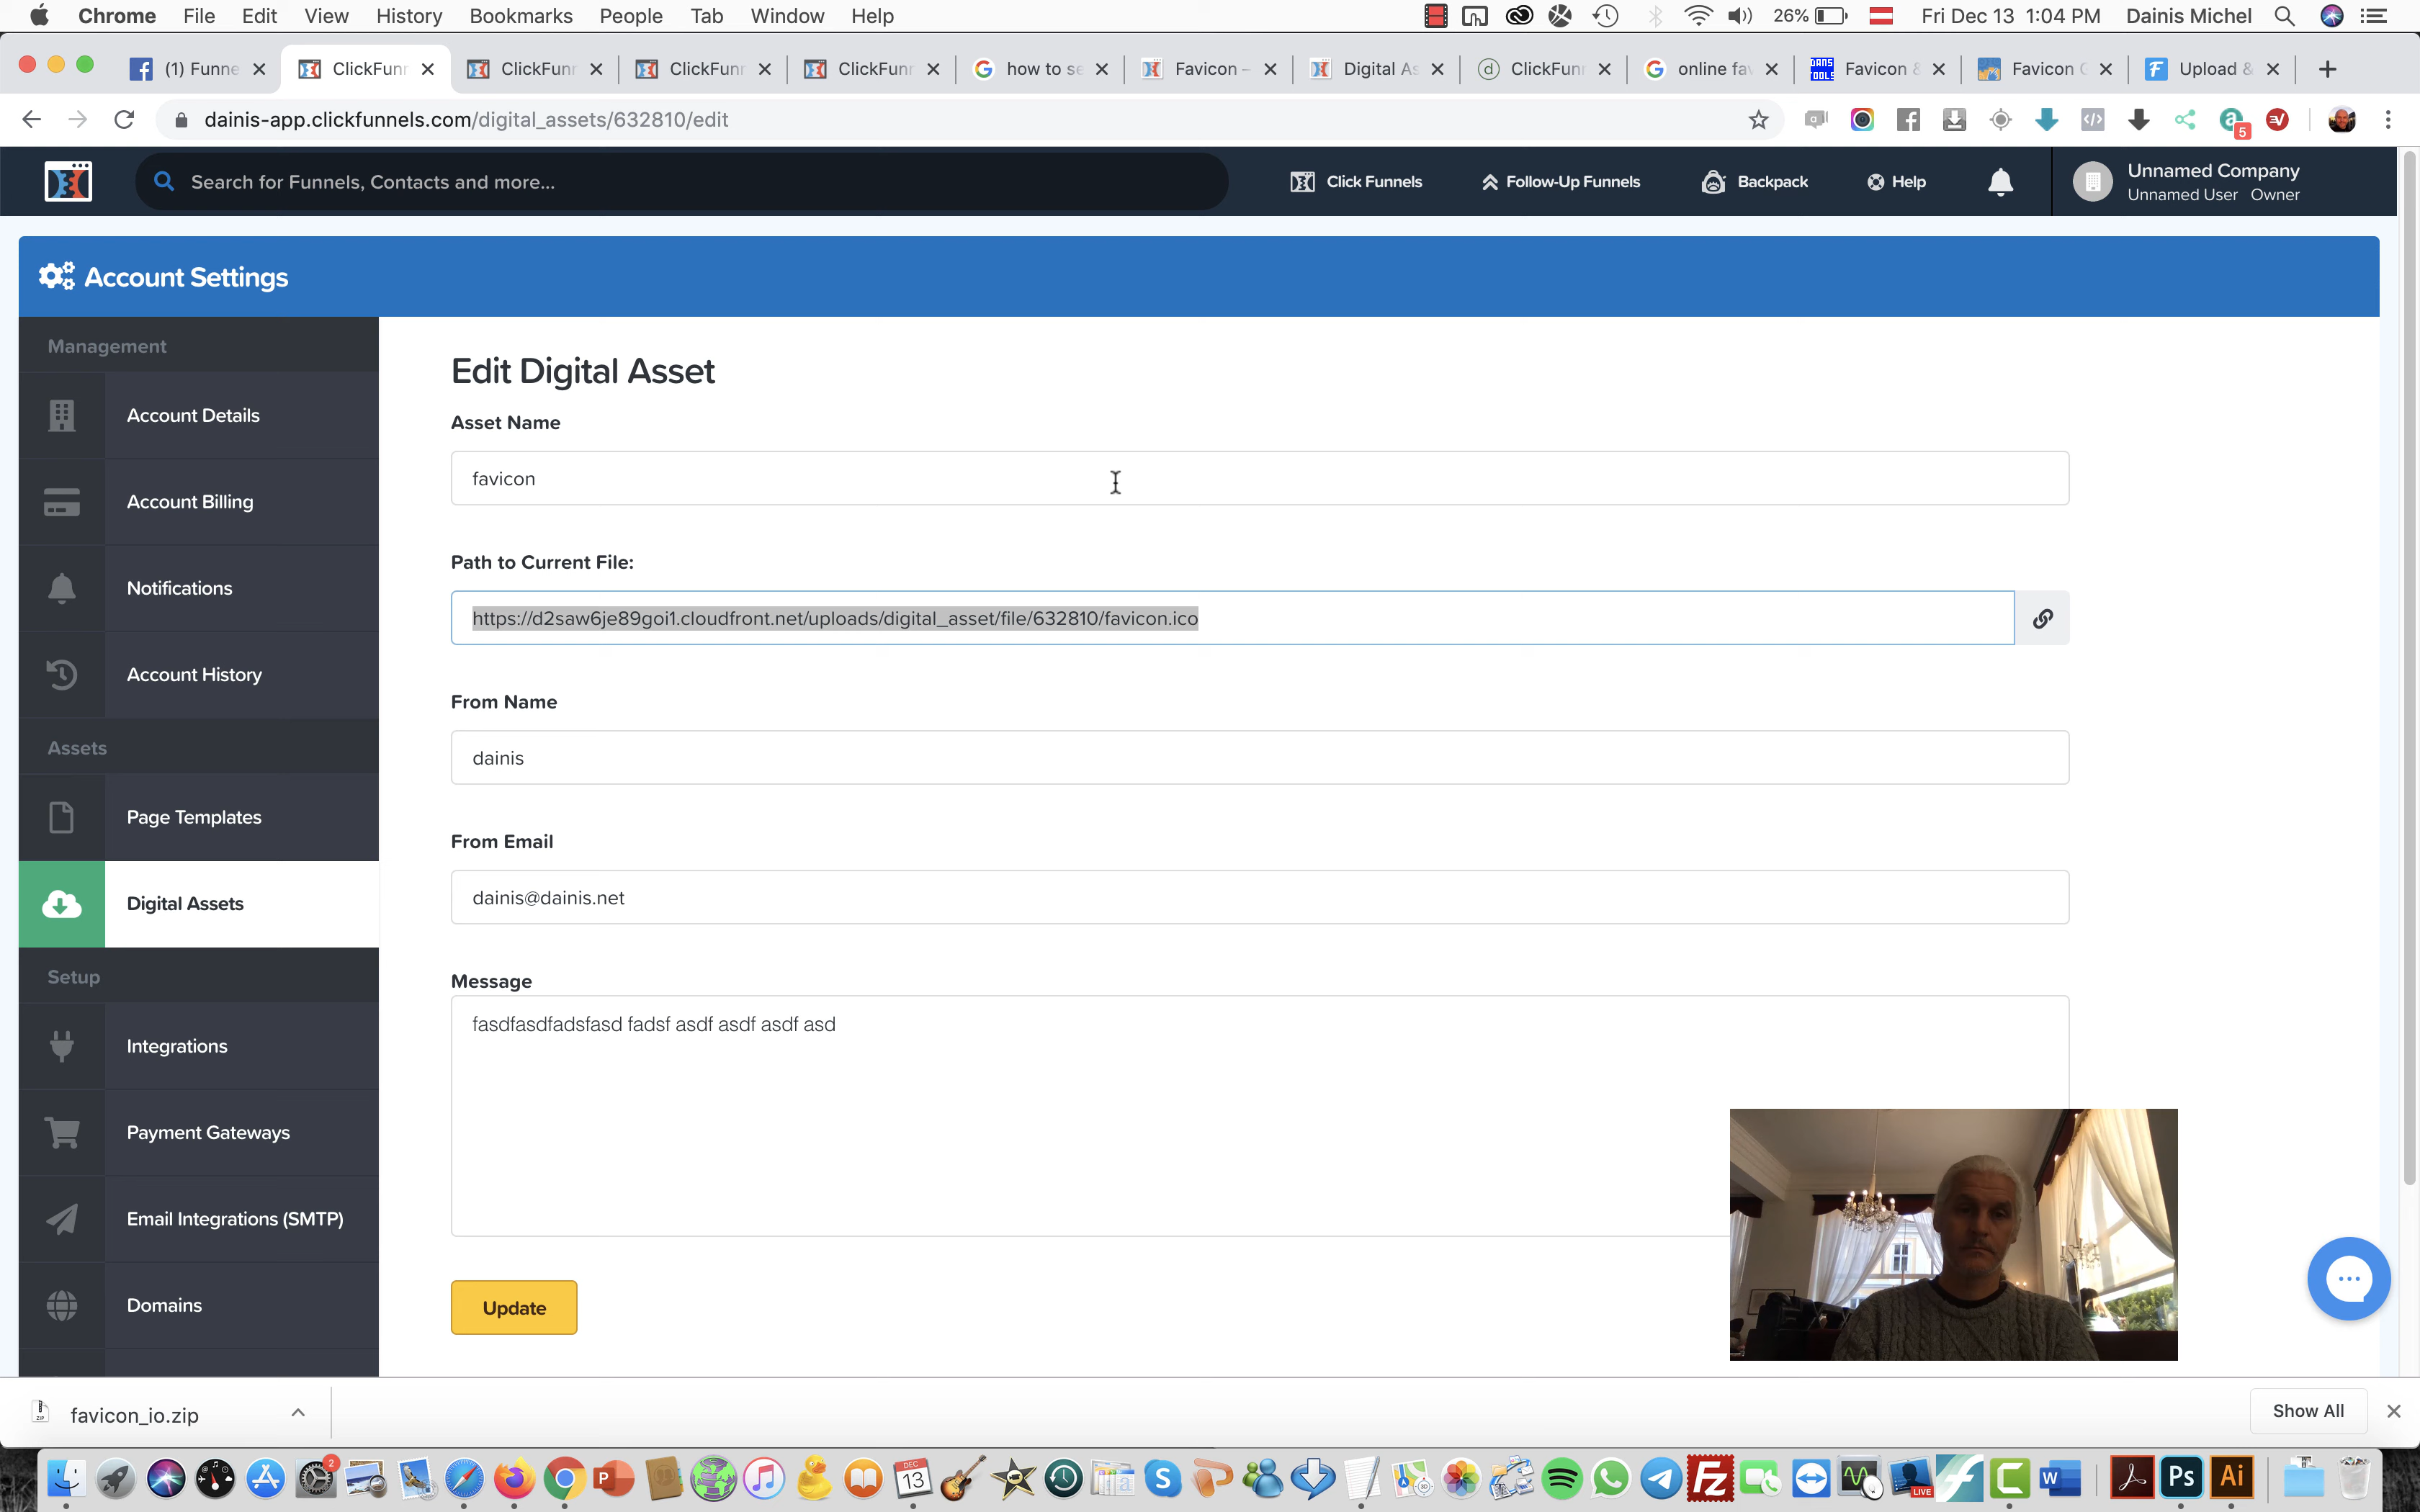 Chrome File Edit View History Bookmarks People Tab Window Help 26% Fri Dec 13 1:04 PM Dainis Michel
(1) Funne ClickFunr ClickFunr ClickFunr ClickFunr how to se Favicon – Digital As ClickFunr online fav Favicon & Favicon G Upload &
dainis-app.clickfunnels.com/digital_assets/632810/edit
5
Search for Funnels, Contacts and more...
Click Funnels
Follow-Up Funnels
Backpack
Help
Unnamed Company
Unnamed User Owner
Account Settings
Management
Account Details
Account Billing
Notifications
Account History
Assets
Page Templates
Digital Assets
Setup
Integrations
Payment Gateways
Email Integrations (SMTP)
Domains
Edit Digital Asset
Asset Name
favicon
Path to Current File:
https://d2saw6je89goi1.cloudfront.net/uploads/digital_asset/file/632810/favicon.ico
From Name
dainis
From Email
dainis@dainis.net
Message
fasdfasdfadsfasd fadsf asdf asdf asdf asd
Update
favicon_io.zip
Show All
2
DEC
13
Ps
Ai